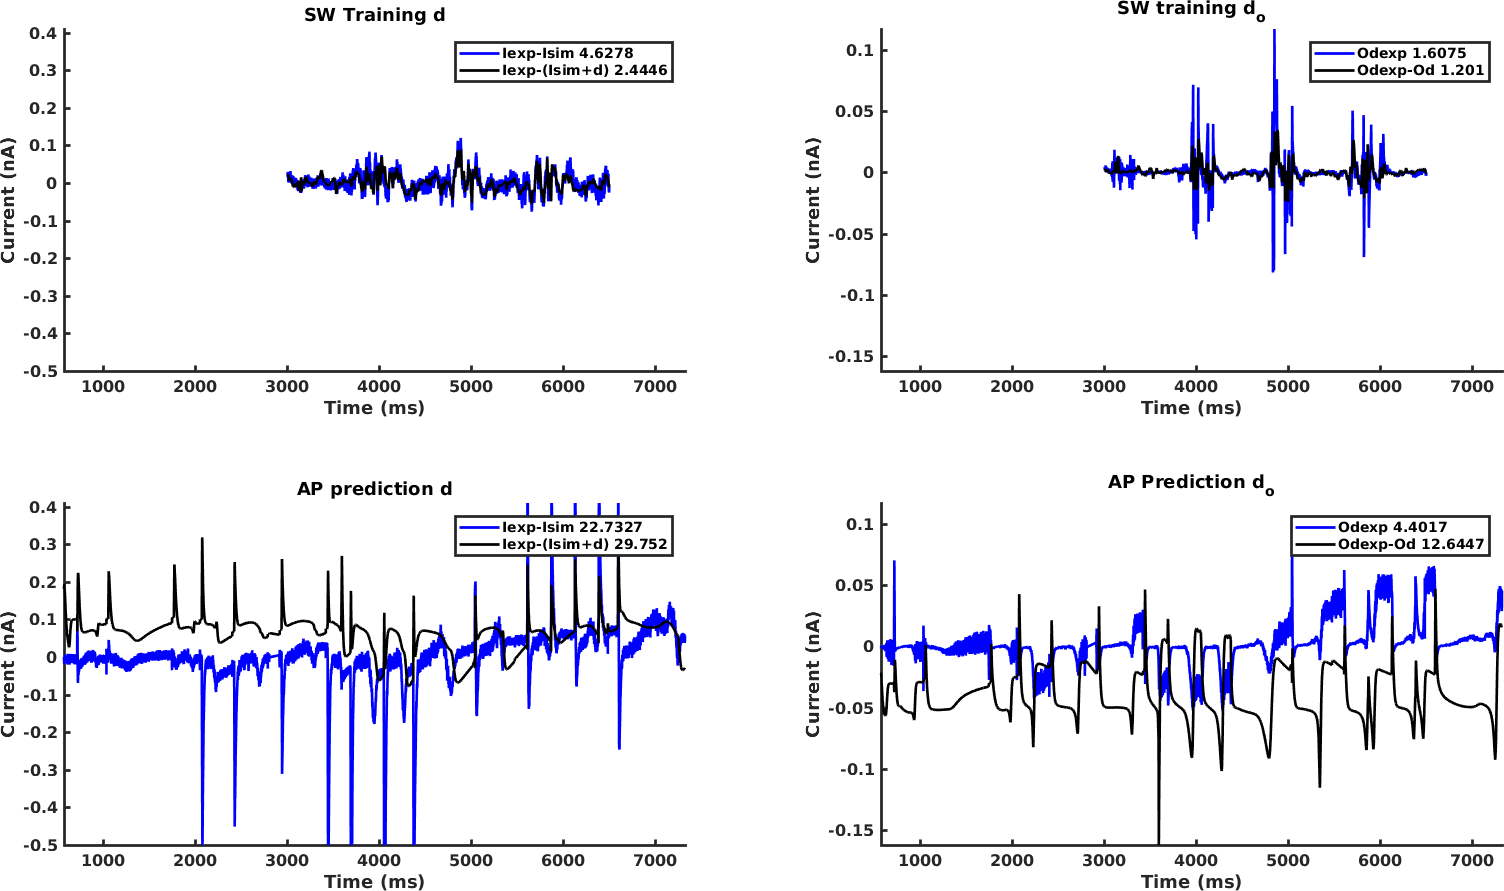 SW Training d
Iexp-Isim 4.6278
Iexp-(Isim+d) 2.4446
0.4
0.3
0.2
0.1
0
-0.1
-0.2
-0.3
-0.4
-0.5
Current (nA)
1000 2000 3000 4000 5000 6000 7000
Time (ms)
SW training do
Odexp 1.6075
Odexp-Od 1.201
0.1
0.05
0
-0.05
-0.1
-0.15
Current (nA)
1000 2000 3000 4000 5000 6000 7000
Time (ms)
AP prediction d
Iexp-Isim 22.7327
Iexp-(Isim+d) 29.752
0.4
0.3
0.2
0.1
0
-0.1
-0.2
-0.3
-0.4
-0.5
Current (nA)
1000 2000 3000 4000 5000 6000 7000
Time (ms)
AP Prediction do
Odexp 4.4017
Odexp-Od 12.6447
0.1
0.05
0
-0.05
-0.1
-0.15
Current (nA)
1000 2000 3000 4000 5000 6000 7000
Time (ms)